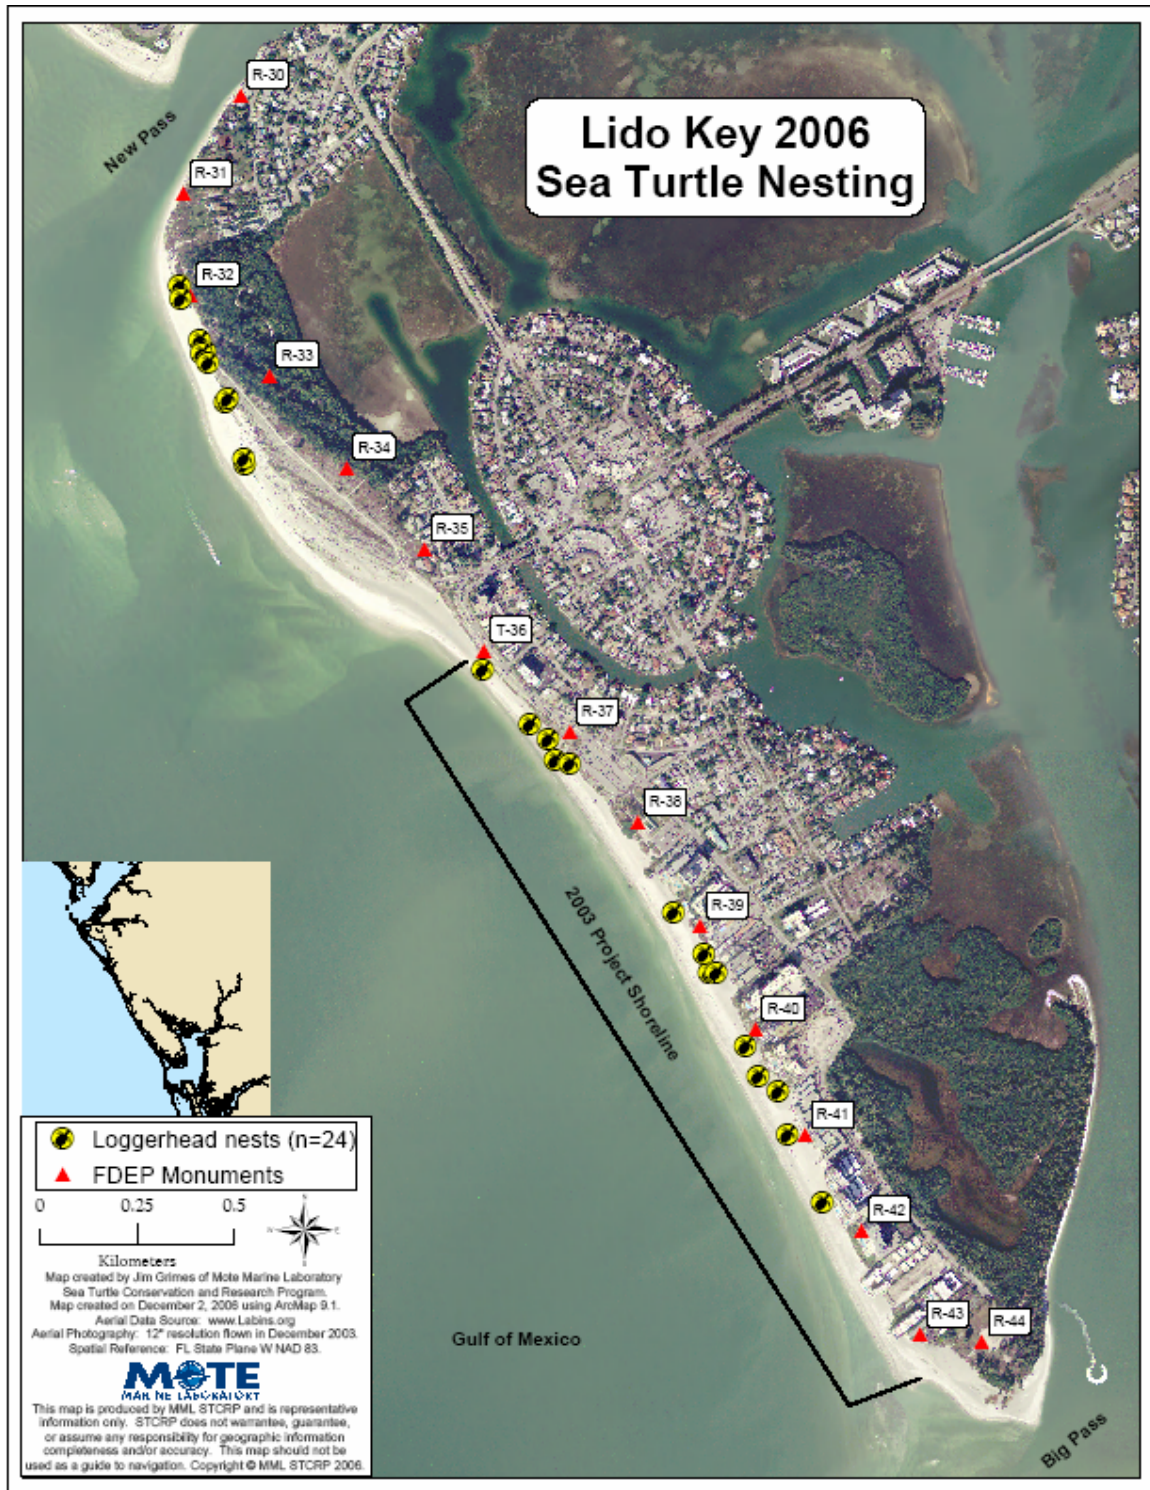 Lido Key 2006
Sea Turtle Nesting
R-30
New Pass
R-31
R-32
R-33
R-34
R-35
T-36
R-37
R-38
2003 Project Shoreline
R-39
R-40
R-41
R-42
R-43
R-44
Gulf of Mexico
Big Pass
Loggerhead nests (n=24)
FDEP Monuments
0 0.25 0.5
Kilometers
N
W E
S
Map created by Jim Grimes of Mote Marine Laboratory
Sea Turtle Conservation and Research Program.
Map created on December 2, 2006 using ArcMap 9.1.
Aerial Data Source: www.Labins.org
Aerial Photography: 12" resolution flown in December 2003.
Spatial Reference: FL State Plane W NAD 83.
MOTE
MARINE LABORATORY
This map is produced by MML STCRP and is representative
information only. STCRP does not warrantee, guarantee,
or assume any responsibility for geographic information
completeness and/or accuracy. This map should not be
used as a guide to navigation. Copyright © MML STCRP 2006.